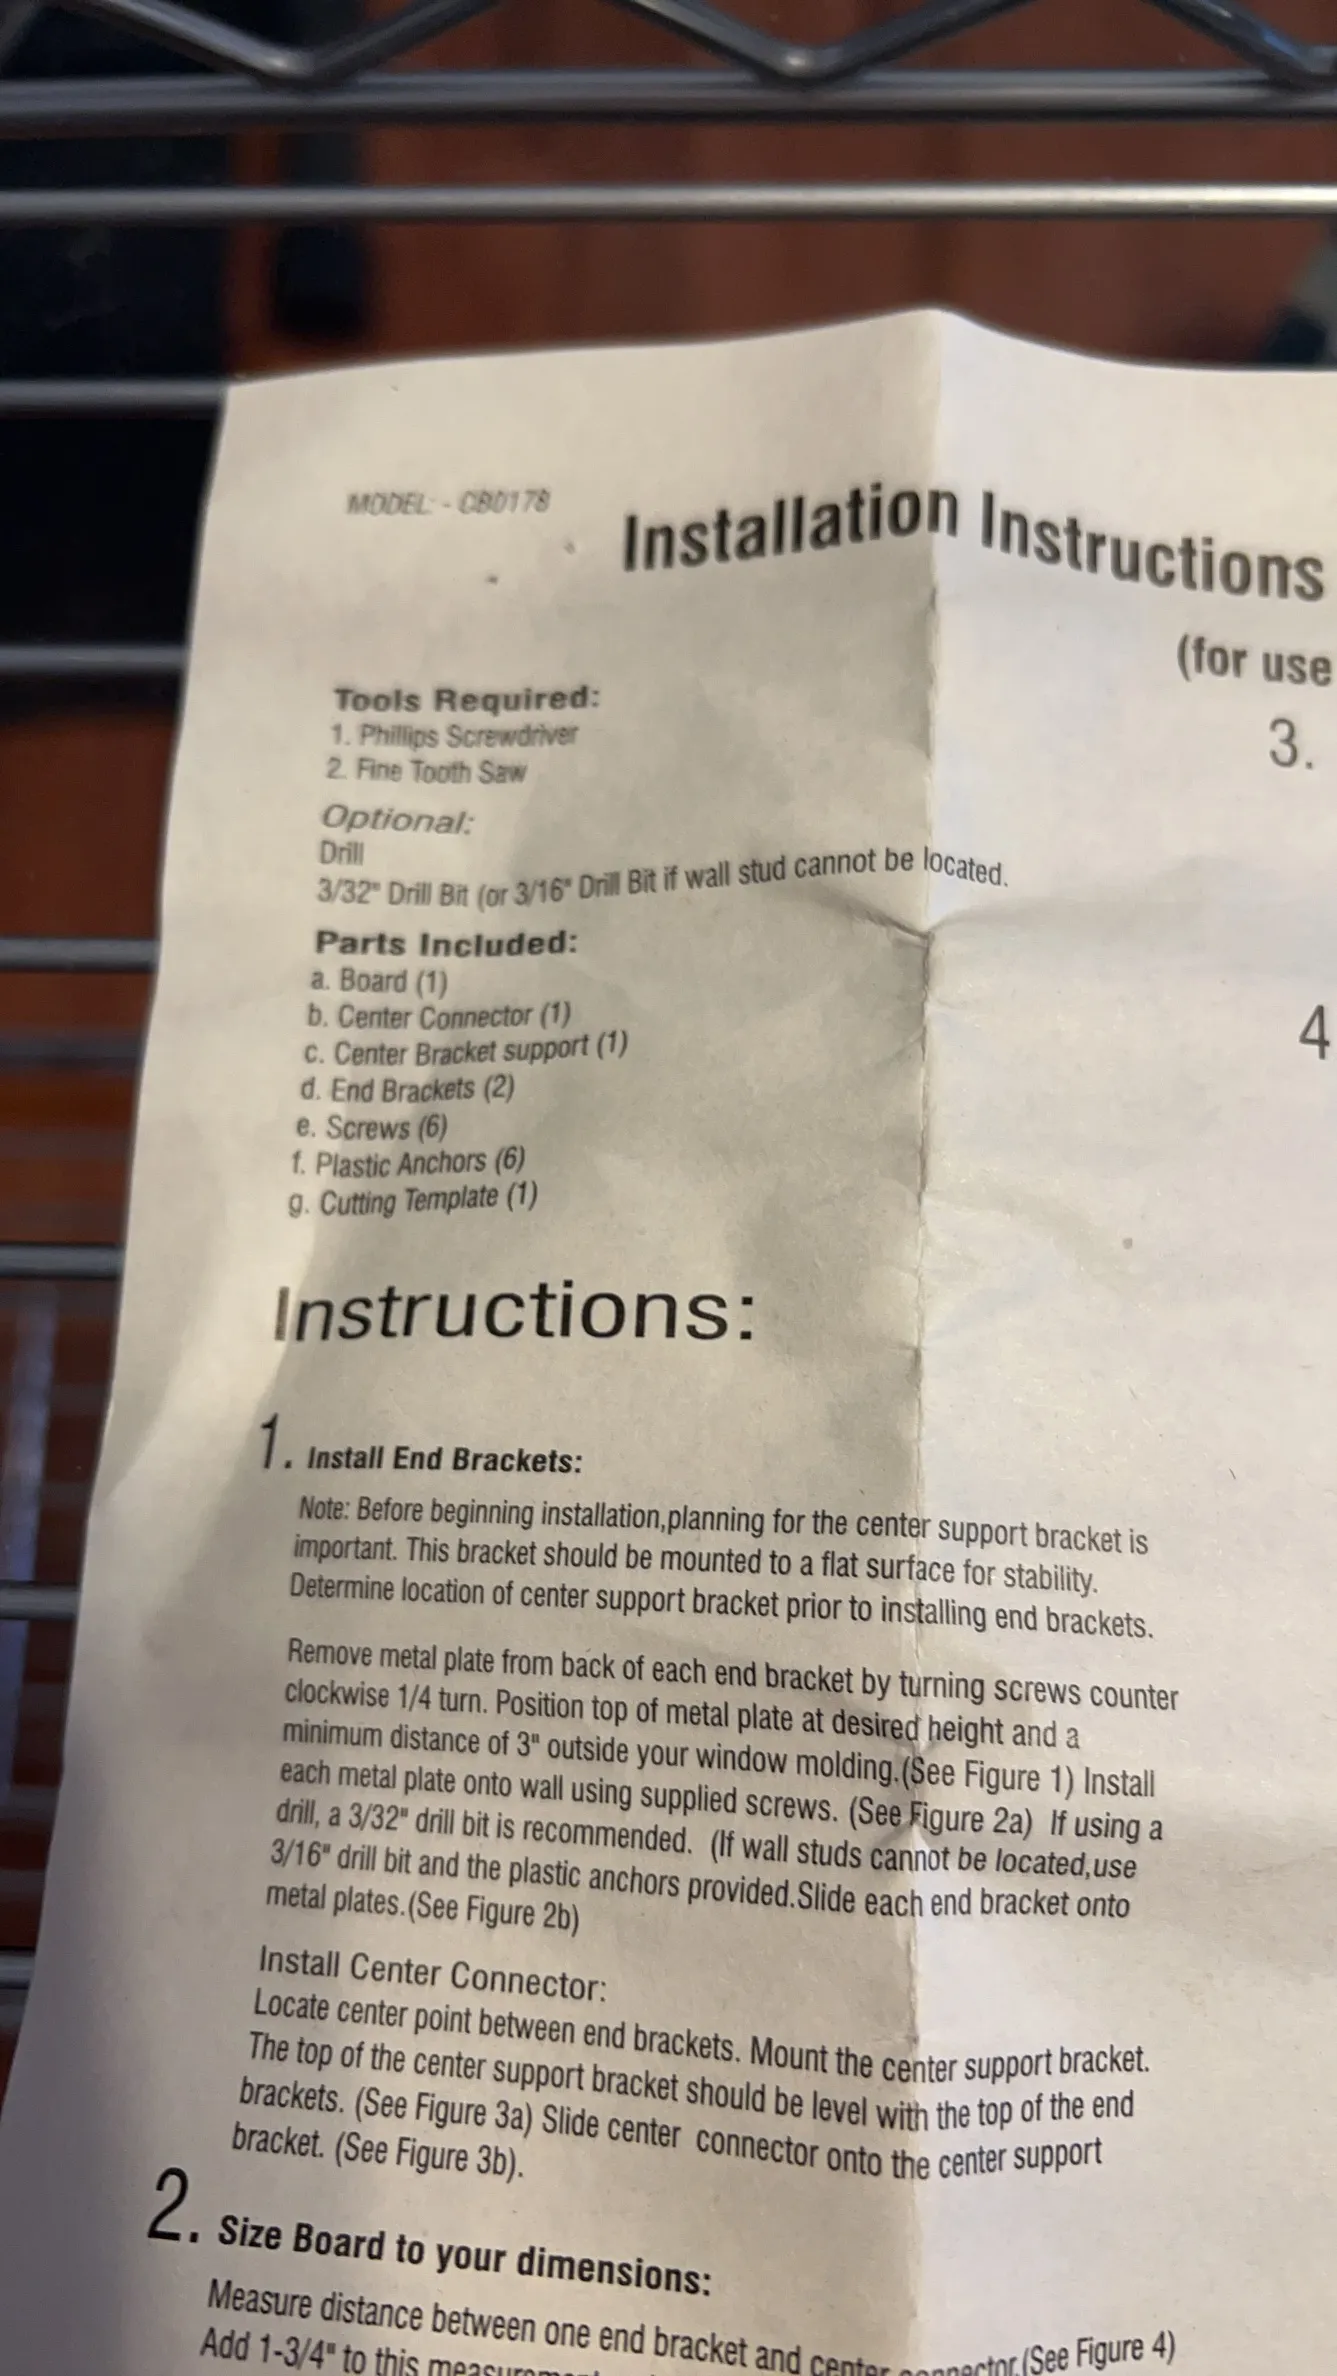 MODEL: - CB0178
Installation Instructions
(for use
Tools Required:
1. Phillips Screwdriver
2. Fine Tooth Saw
Optional:
Drill
3/32" Drill Bit (or 3/16" Drill Bit if wall stud cannot be located.
Parts Included:
a. Board (1)
b. Center Connector (1)
c. Center Bracket support (1)
d. End Brackets (2)
e. Screws (6)
f. Plastic Anchors (6)
g. Cutting Template (1)
Instructions:
1. Install End Brackets:
Note: Before beginning installation,planning for the center support bracket is
important. This bracket should be mounted to a flat surface for stability.
Determine location of center support bracket prior to installing end brackets.
Remove metal plate from back of each end bracket by turning screws counter
clockwise 1/4 turn. Position top of metal plate at desired height and a
minimum distance of 3" outside your window molding.(See Figure 1) Install
each metal plate onto wall using supplied screws. (See Figure 2a) If using a
drill, a 3/32" drill bit is recommended. (If wall studs cannot be located,use
3/16" drill bit and the plastic anchors provided.Slide each end bracket onto
metal plates.(See Figure 2b)
Install Center Connector:
Locate center point between end brackets. Mount the center support bracket.
The top of the center support bracket should be level with the top of the end
brackets. (See Figure 3a) Slide center connector onto the center support
bracket. (See Figure 3b).
2. Size Board to your dimensions:
Measure distance between one end bracket and center connector.(See Figure 4)
Add 1-3/4" to this
3.
4